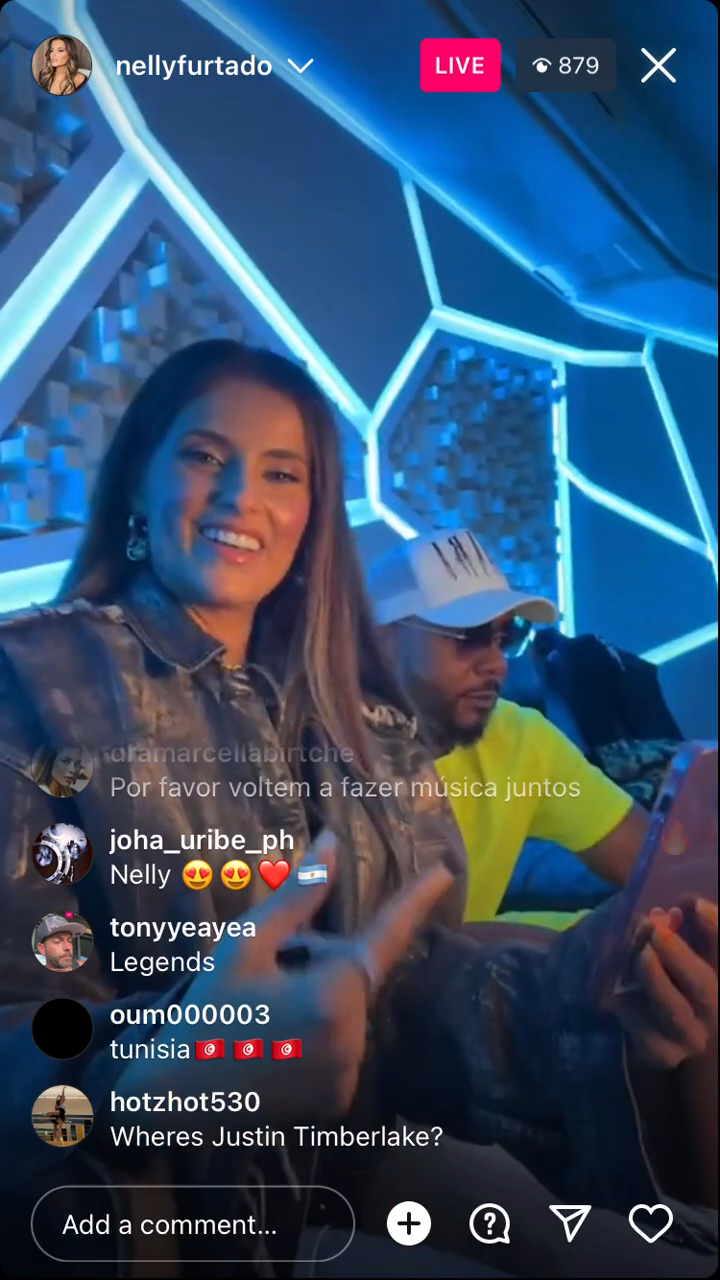 nellyfurtado
LIVE
879
dramarcellabirtche
Por favor voltem a fazer música juntos
joha_uribe_ph
Nelly 😍 😍 ❤️ 🇦🇷
tonyyeayea
Legends
oum000003
tunisia🇹🇳 🇹🇳 🇹🇳
hotzhot530
Wheres Justin Timberlake?
Add a comment...